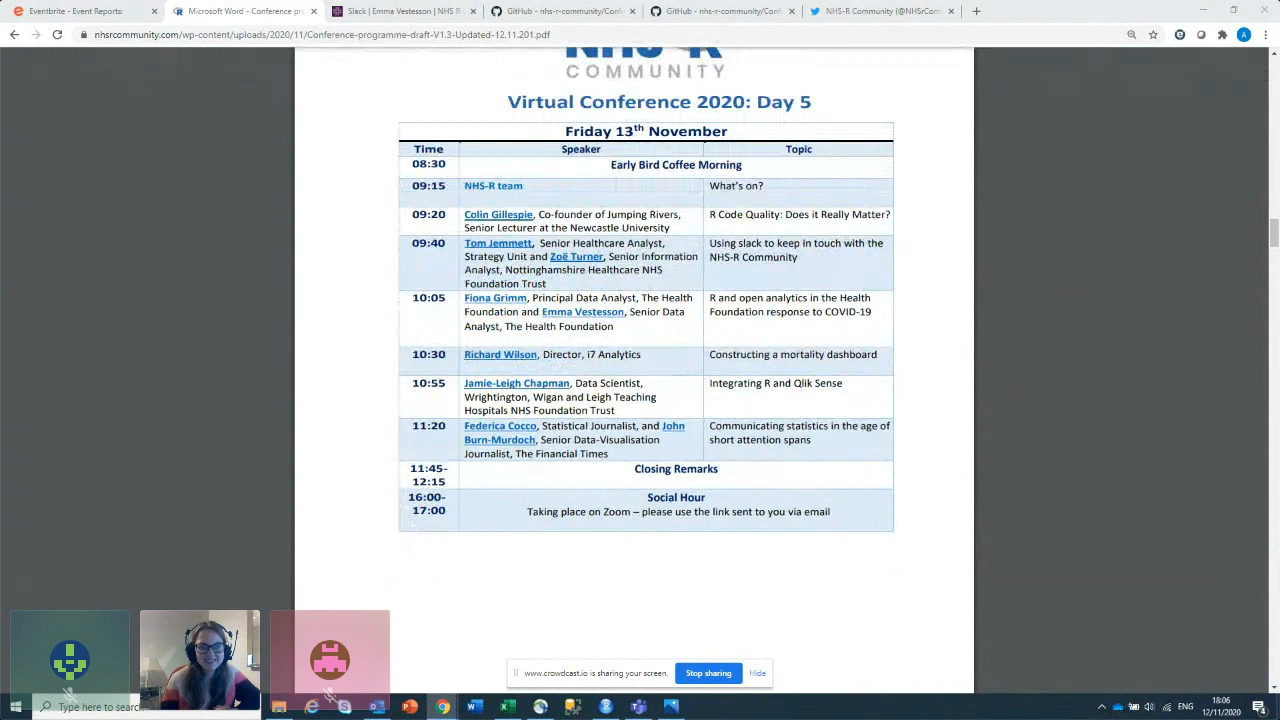 Eventbrite - Event Reports:
Microsoft Word - Conference pro
Slack | Emma Vestesson | NHS R
GitHub - nhs-r-community/Conf
GitHub - nhs-r-community/Conf
NHS-R Community (@NHSrCom
nhsrcommunity.com/wp-content/uploads/2020/11/Conference-programme-draft-V1.3-Updated-12.11.201.pdf
A
COMMUNITY
Virtual Conference 2020: Day 5
Friday 13th November
Time Speaker Topic
08:30 Early Bird Coffee Morning
09:15 NHS-R team What's on?
09:20 Colin Gillespie, Co-founder of Jumping Rivers, R Code Quality: Does it Really Matter?
Senior Lecturer at the Newcastle University
09:40 Tom Jemmett, Senior Healthcare Analyst, Using slack to keep in touch with the
Strategy Unit and Zoë Turner, Senior Information NHS-R Community
Analyst, Nottinghamshire Healthcare NHS
Foundation Trust
10:05 Fiona Grimm, Principal Data Analyst, The Health R and open analytics in the Health
Foundation and Emma Vestesson, Senior Data Foundation response to COVID-19
Analyst, The Health Foundation
10:30 Richard Wilson, Director, i7 Analytics Constructing a mortality dashboard
10:55 Jamie-Leigh Chapman, Data Scientist, Integrating R and Qlik Sense
Wrightington, Wigan and Leigh Teaching
Hospitals NHS Foundation Trust
11:20 Federica Cocco, Statistical Journalist, and John Communicating statistics in the age of
Burn-Murdoch, Senior Data-Visualisation short attention spans
Journalist, The Financial Times
11:45- Closing Remarks
12:15
16:00- Social Hour
17:00 Taking place on Zoom – please use the link sent to you via email
www.crowdcast.io is sharing your screen. Stop sharing Hide
Type here to search
ENG
18:06
12/11/2020